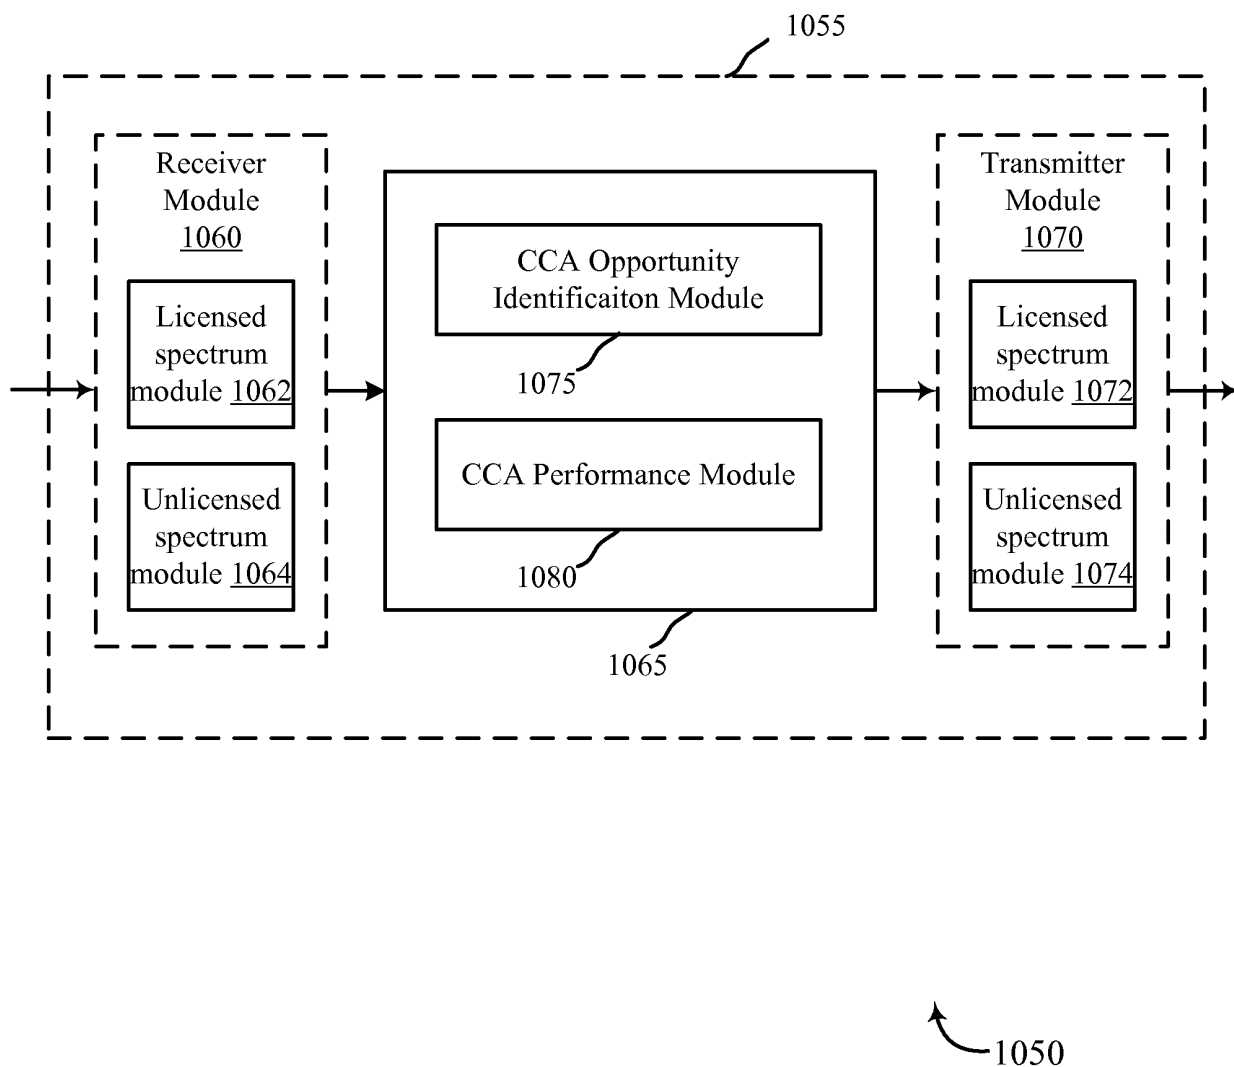 1055
Receiver
Module
1060
Licensed
spectrum
module 1062
Unlicensed
spectrum
module 1064
CCA Opportunity
Identificaiton Module
1075
CCA Performance Module
1080
1065
Transmitter
Module
1070
Licensed
spectrum
module 1072
Unlicensed
spectrum
module 1074
1050